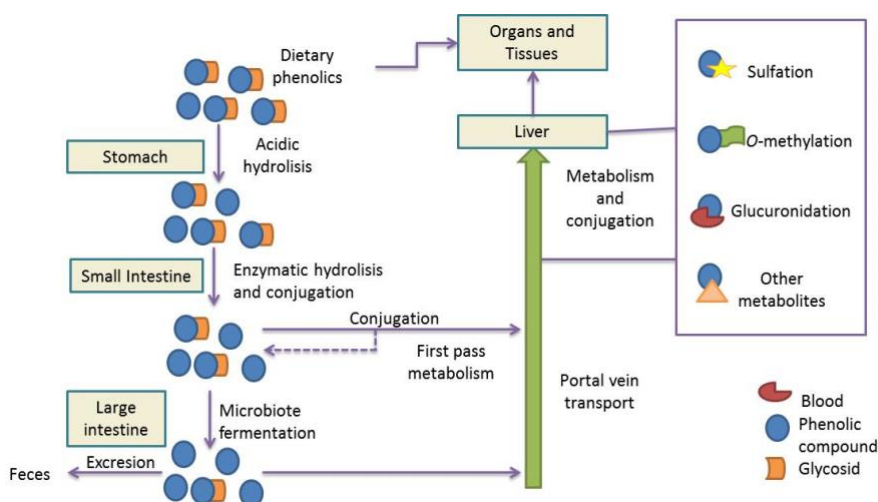 Dietary
phenolics
Organs and
Tissues
Sulfation
Stomach
Acidic
hydrolisis
Liver
O-methylation
Metabolism
and
conjugation
Glucuronidation
Small Intestine
Enzymatic hydrolisis
and conjugation
Other
metabolites
Conjugation
First pass
metabolism
Portal vein
transport
Large
intestine
Microbiote
fermentation
Blood
Phenolic
compound
Glycosid
Feces
Excresion